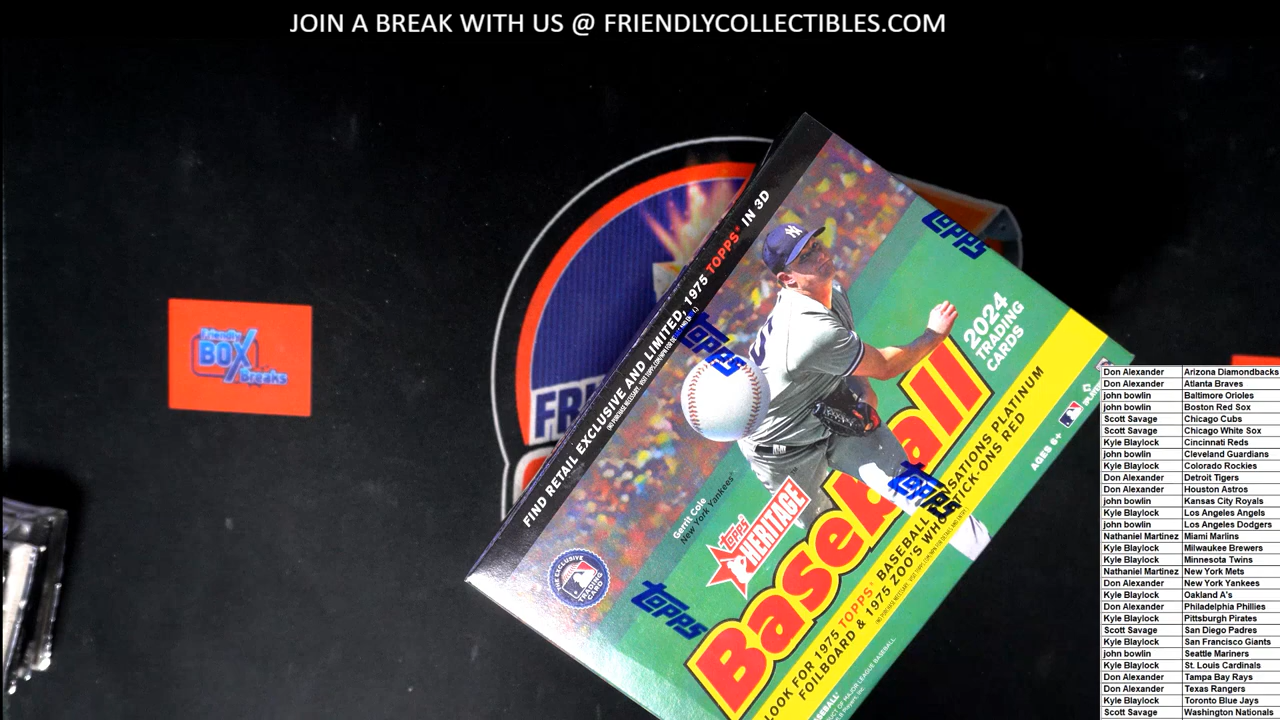 JOIN A BREAK WITH US @ FRIENDLYCOLLECTIBLES.COM
Friendly
BOX
breaks
FIND RETAIL EXCLUSIVE AND LIMITED, 1975 TOPPS® IN 3D
topps
topps
topps
topps
2024
TRADING
CARDS
Gerrit Cole
New York Yankees®
topps®
HERITAGE
Baseball
LOOK FOR 1975 TOPPS® BASEBALL
FOILBOARD & 1975 ZOO'S WHO
PLATINUM
STICK-ONS RED
AGES 6+
Don Alexander Arizona Diamondbacks
Don Alexander Atlanta Braves
john bowlin Baltimore Orioles
john bowlin Boston Red Sox
Scott Savage Chicago Cubs
Scott Savage Chicago White Sox
Kyle Blaylock Cincinnati Reds
john bowlin Cleveland Guardians
Kyle Blaylock Colorado Rockies
Don Alexander Detroit Tigers
Don Alexander Houston Astros
john bowlin Kansas City Royals
Kyle Blaylock Los Angeles Angels
john bowlin Los Angeles Dodgers
Nathaniel Martinez Miami Marlins
Kyle Blaylock Milwaukee Brewers
Kyle Blaylock Minnesota Twins
Nathaniel Martinez New York Mets
Don Alexander New York Yankees
Kyle Blaylock Oakland A's
Don Alexander Philadelphia Phillies
Kyle Blaylock Pittsburgh Pirates
Scott Savage San Diego Padres
Kyle Blaylock San Francisco Giants
john bowlin Seattle Mariners
Kyle Blaylock St. Louis Cardinals
Don Alexander Tampa Bay Rays
Don Alexander Texas Rangers
Kyle Blaylock Toronto Blue Jays
Scott Savage Washington Nationals